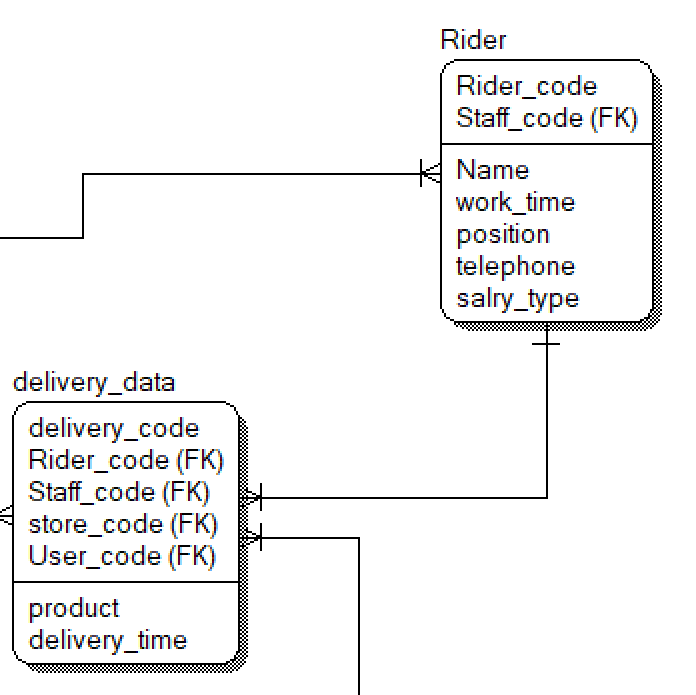 Rider
Rider_code
Staff_code (FK)
Name
work_time
position
telephone
salry_type
delivery_data
delivery_code
Rider_code (FK)
Staff_code (FK)
store_code (FK)
User_code (FK)
product
delivery_time